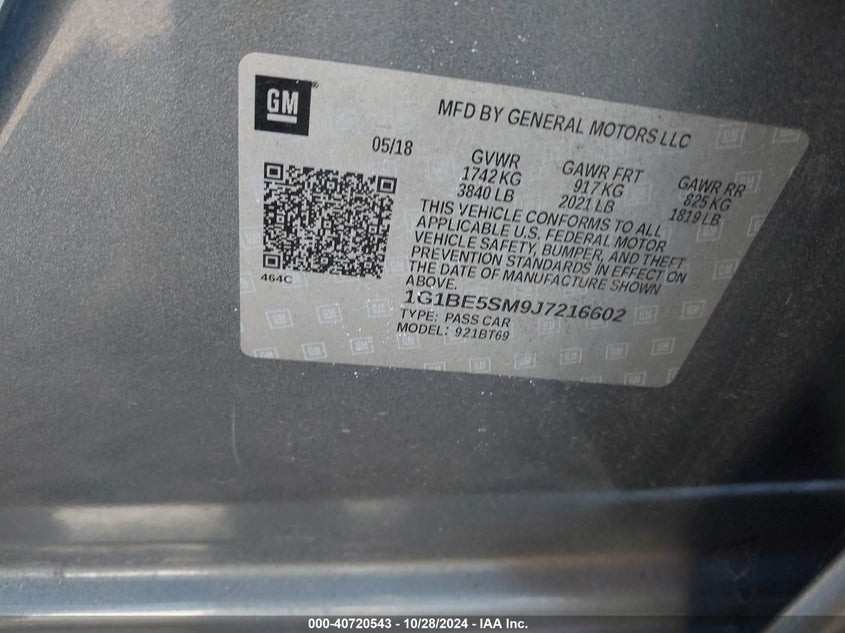 GM
MFD BY GENERAL MOTORS LLC
05/18
GVWR
1742 KG
3840 LB
GAWR FRT
917 KG
2021 LB
GAWR RR
825 KG
1819 LB
THIS VEHICLE CONFORMS TO ALL
APPLICABLE U.S. FEDERAL MOTOR
VEHICLE SAFETY, BUMPER, AND THEFT
PREVENTION STANDARDS IN EFFECT ON
THE DATE OF MANUFACTURE SHOWN
ABOVE.
464C
1G1BE5SM9J7216602
TYPE: PASS CAR
MODEL: 921BT69
000-40720543 - 10/28/2024 - IAA Inc.